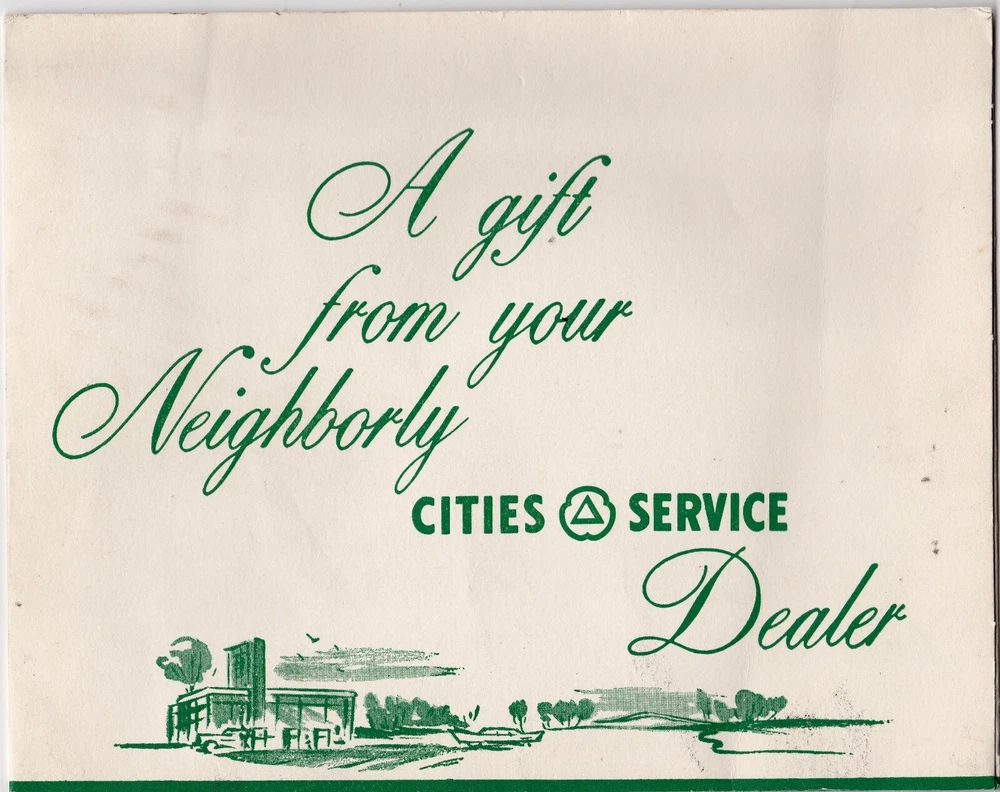 A gift
from your
Neighborly
CITIES SERVICE
Dealer